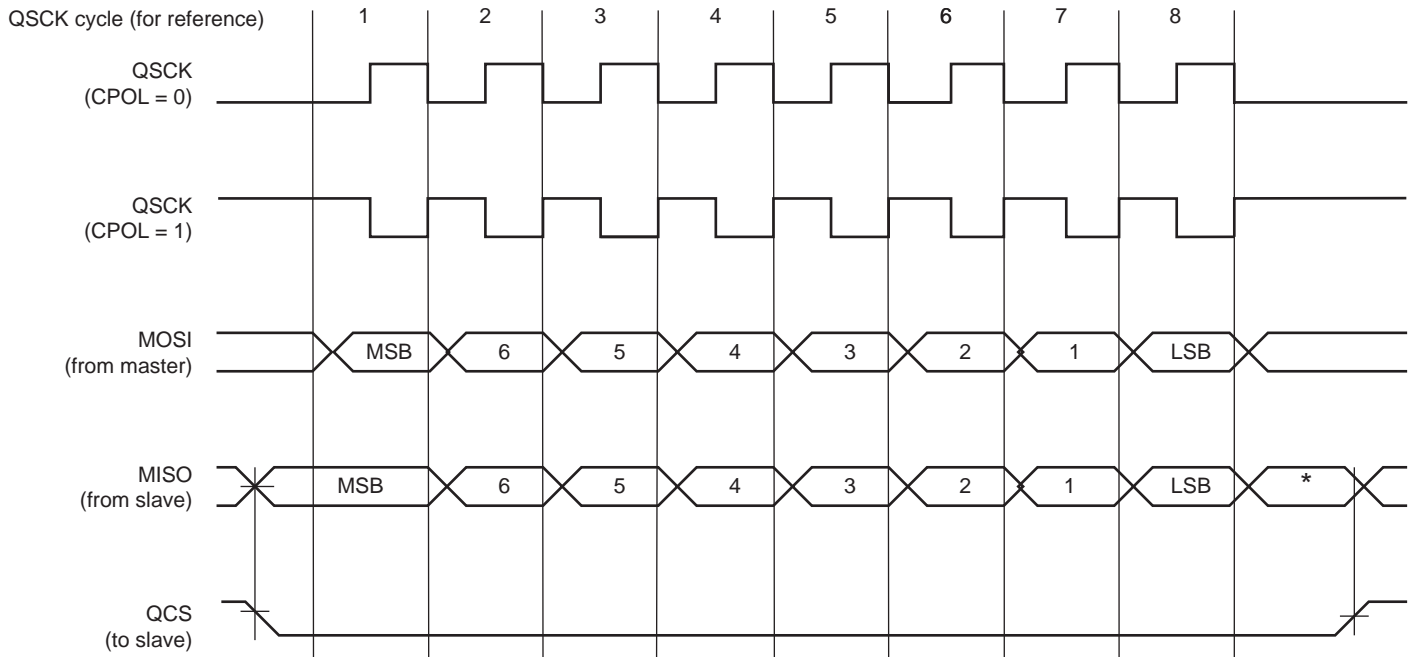 QSCK cycle (for reference) 1 2 3 4 5 6 7 8
QSCK
(CPOL = 0)
QSCK
(CPOL = 1)
MOSI
(from master)
MSB 6 5 4 3 2 1 LSB
MISO
(from slave)
MSB 6 5 4 3 2 1 LSB *
QCS
(to slave)